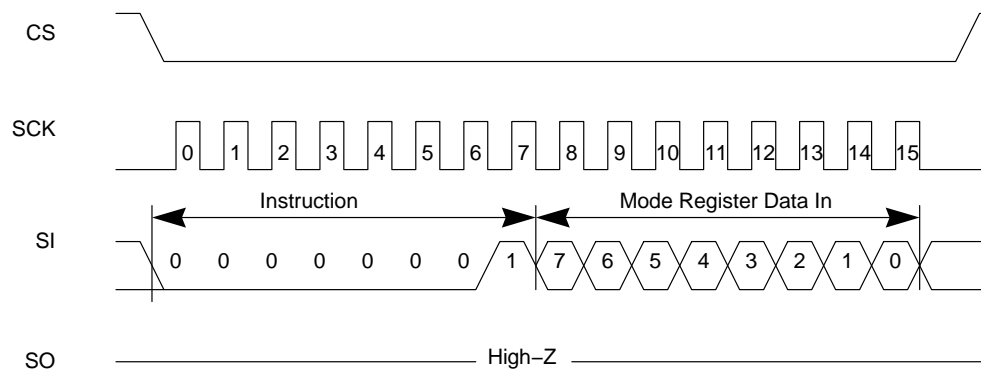 CS
SCK
0 1 2 3 4 5 6 7 8 9 10 11 12 13 14 15
Instruction Mode Register Data In
SI
0 0 0 0 0 0 0 1 7 6 5 4 3 2 1 0
SO High−Z